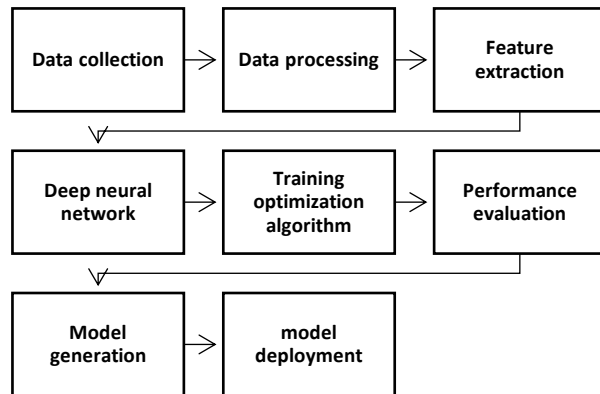 Data collection
Data processing
Feature
extraction
Deep neural
network
Training
optimization
algorithm
Performance
evaluation
Model
generation
model
deployment